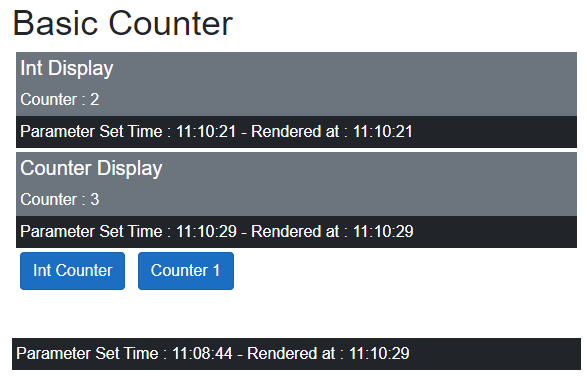 Basic Counter
Int Display
Counter : 2
Parameter Set Time : 11:10:21 - Rendered at : 11:10:21
Counter Display
Counter : 3
Parameter Set Time : 11:10:29 - Rendered at : 11:10:29
Int Counter Counter 1
Parameter Set Time : 11:08:44 - Rendered at : 11:10:29